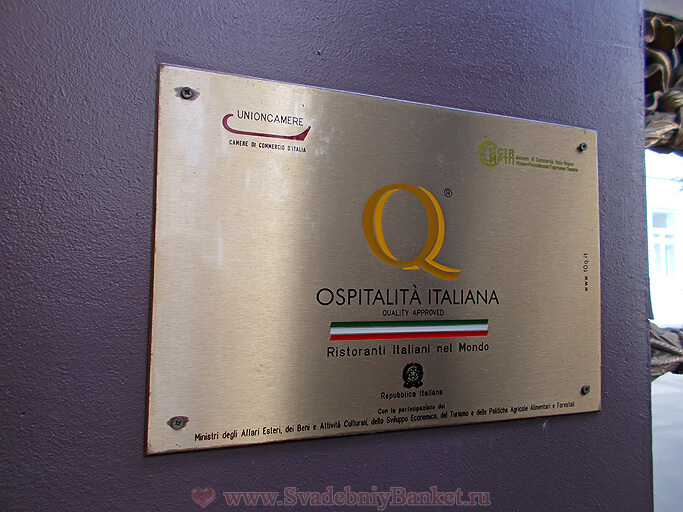 UNIONCAMERE
CAMERE DI COMMERCIO D'ITALIA
Q®
OSPITALITÀ ITALIANA
QUALITY APPROVED
www.10q.it
Ristoranti Italiani nel Mondo
Repubblica Italiana
Con la partecipazione dei
Ministri degli Affari Esteri, dei Beni e Attività Culturali, dello Sviluppo Economico, del Turismo e delle Politiche Agricole Alimentari e Forestali
www.SvadebniyBanket.ru